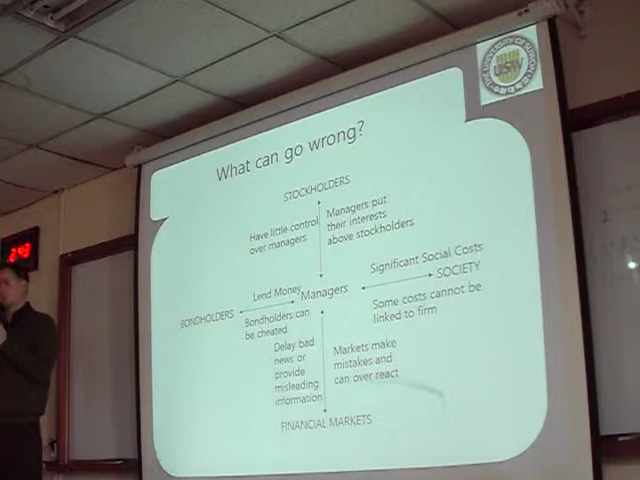 What can go wrong?
STOCKHOLDERS
Have little control
over managers
Managers put
their interests
above stockholders
Significant Social Costs
SOCIETY
Lend Money
Managers
BONDHOLDERS
Bondholders can
be cheated
Some costs cannot be
linked to firm
Delay bad
news or
provide
misleading
information
Markets make
mistakes and
can over react
FINANCIAL MARKETS